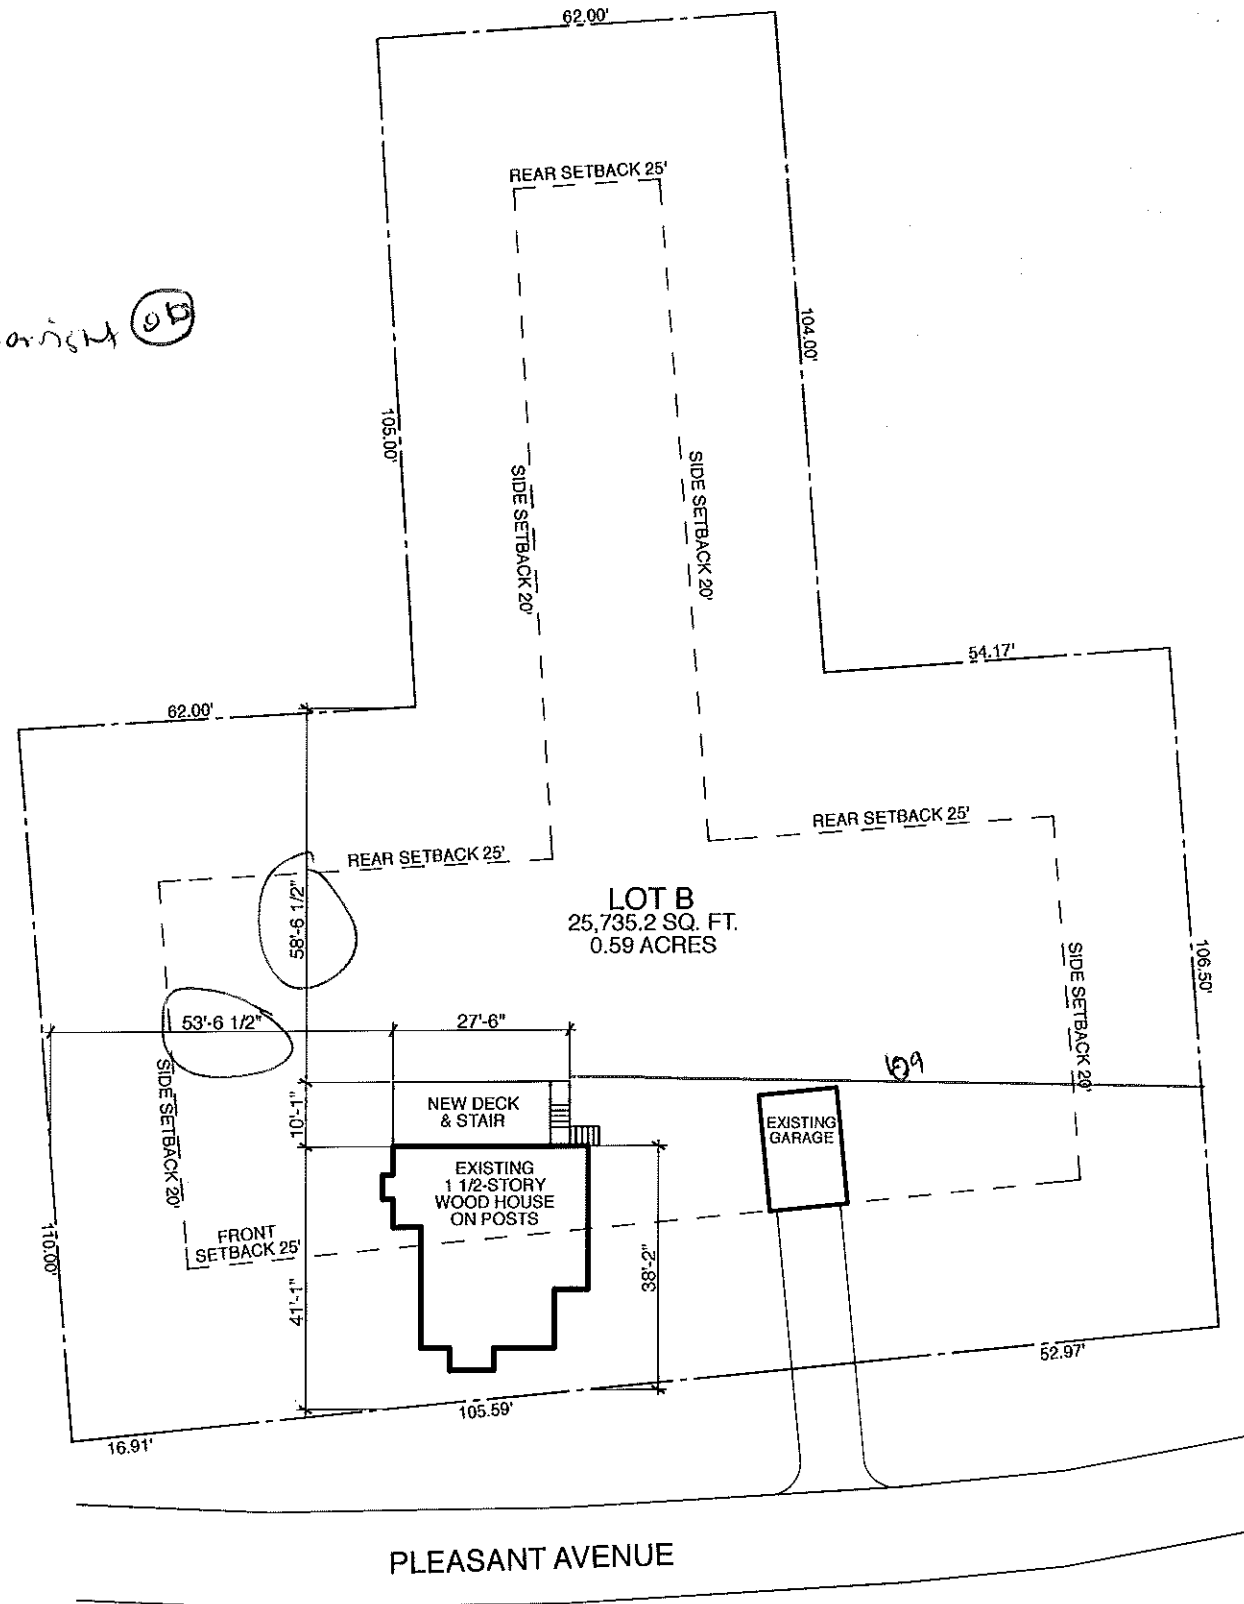 62.00'
REAR SETBACK 25'
104.00'
105.00'
SIDE SETBACK 20'
SIDE SETBACK 20'
54.17'
62.00'
REAR SETBACK 25'
REAR SETBACK 25'
58'-6 1/2"
LOT B
25,735.2 SQ. FT.
0.59 ACRES
106.50'
SIDE SETBACK 20'
53'-6 1/2"
27'-6"
SIDE SETBACK 20'
10'-1"
NEW DECK
& STAIR
EXISTING
GARAGE
EXISTING
1 1/2-STORY
WOOD HOUSE
ON POSTS
110.00'
FRONT
SETBACK 25'
41'-1"
38'-2"
52.97'
105.59'
16.91'
PLEASANT AVENUE